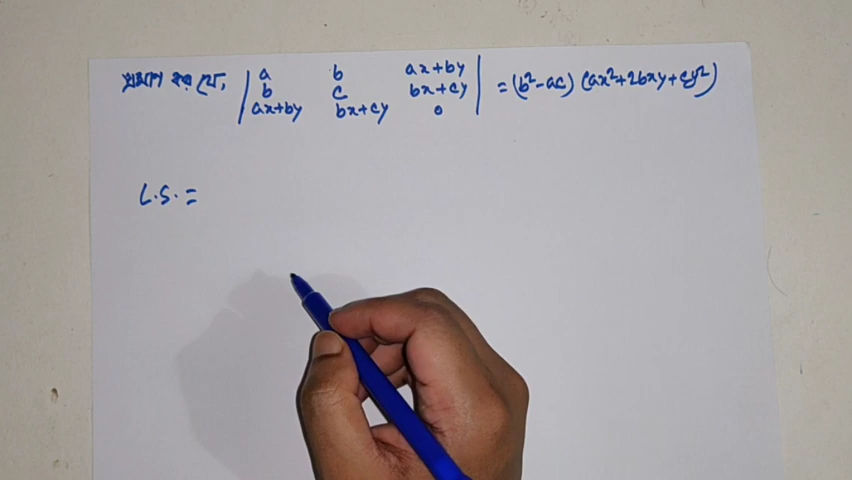 প্রমাণ কর যে, | a b ax+by | = (b²-ac) (ax²+2bxy+cy²)
b c bx+cy
ax+by bx+cy 0
L.S. =